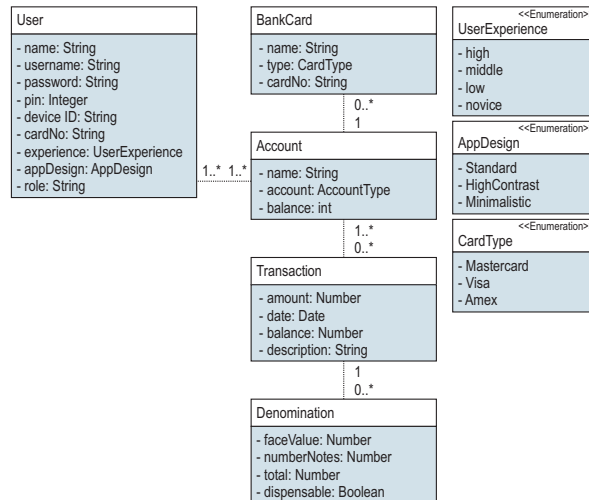 User
- name: String
- username: String
- password: String
- pin: Integer
- device ID: String
- cardNo: String
- experience: UserExperience
- appDesign: AppDesign
- role: String
1..* 1..*
BankCard
- name: String
- type: CardType
- cardNo: String
0..*
1
Account
- name: String
- account: AccountType
- balance: int
1..*
0..*
Transaction
- amount: Number
- date: Date
- balance: Number
- description: String
1
0..*
Denomination
- faceValue: Number
- numberNotes: Number
- total: Number
- dispensable: Boolean
<<Enumeration>
UserExperience
- high
- middle
- low
- novice
<<Enumeration>
AppDesign
- Standard
- HighContrast
- Minimalistic
<<Enumeration>
CardType
- Mastercard
- Visa
- Amex